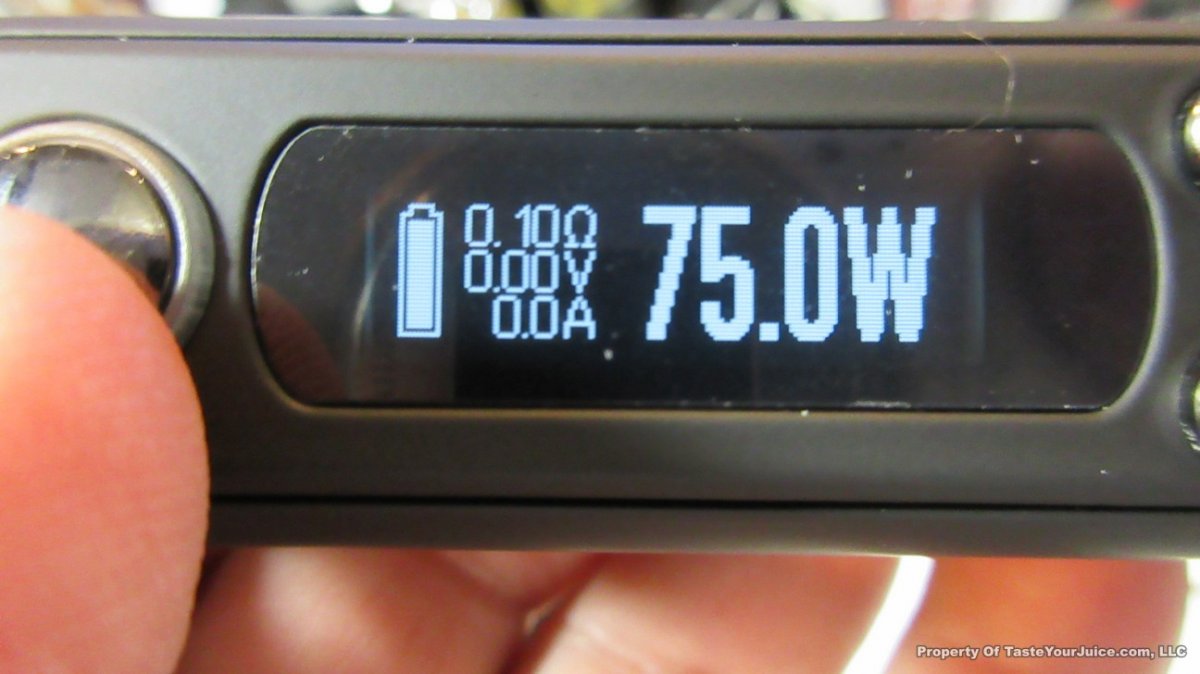 0.10Ω
0.00V
0.0A
75.0W
Property Of TasteYourJuice.com, LLC